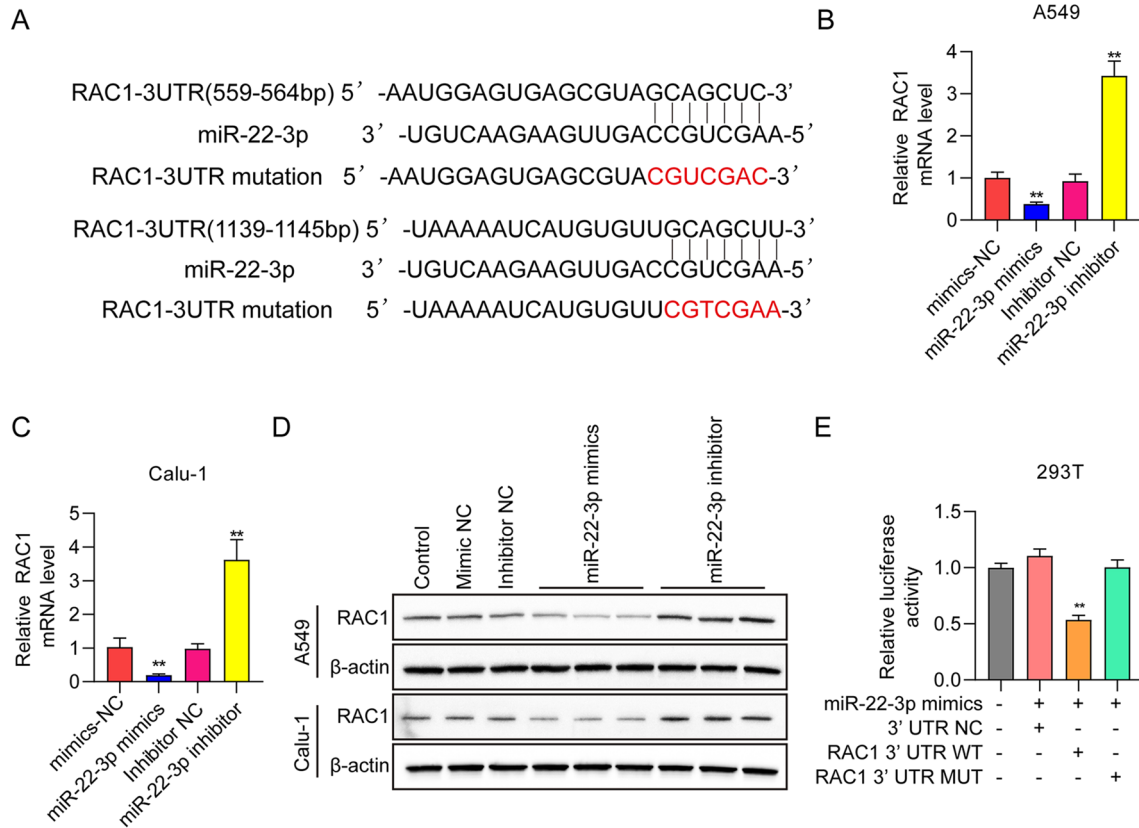 A
RAC1-3UTR(559-564bp) 5′ -AAUGGAGUGAGCGUAGCAGCUC-3'
miR-22-3p 3′ -UGUCAAGAAGUUGACCGUCGAA-5′
RAC1-3UTR mutation 5′ -AAUGGAGUGAGCGUACGUCGAC-3′
RAC1-3UTR(1139-1145bp) 5′ -UAAAAAUCAUGUGUUGCAGCUU-3′
miR-22-3p 3′ -UGUCAAGAAGUUGACCGUCGAA-5′
RAC1-3UTR mutation 5′ -UAAAAAUCAUGUGUUCGTCGAA-3′
B
A549
Relative RAC1
mRNA level
4
3
2
1
0
**
**
mimics-NC
miR-22-3p mimics
Inhibitor NC
miR-22-3p inhibitor
C
Calu-1
Relative RAC1
mRNA level
5
4
3
2
1
0
**
**
mimics-NC
miR-22-3p mimics
Inhibitor NC
miR-22-3p inhibitor
D
Control
Mimic NC
Inhibitor NC
miR-22-3p mimics
miR-22-3p inhibitor
A549
RAC1
β-actin
Calu-1
RAC1
β-actin
E
293T
Relative luciferase
activity
1.5
1.0
0.5
0.0
**
miR-22-3p mimics - + + +
3' UTR NC - + - -
RAC1 3' UTR WT - - + -
RAC1 3' UTR MUT - - - +